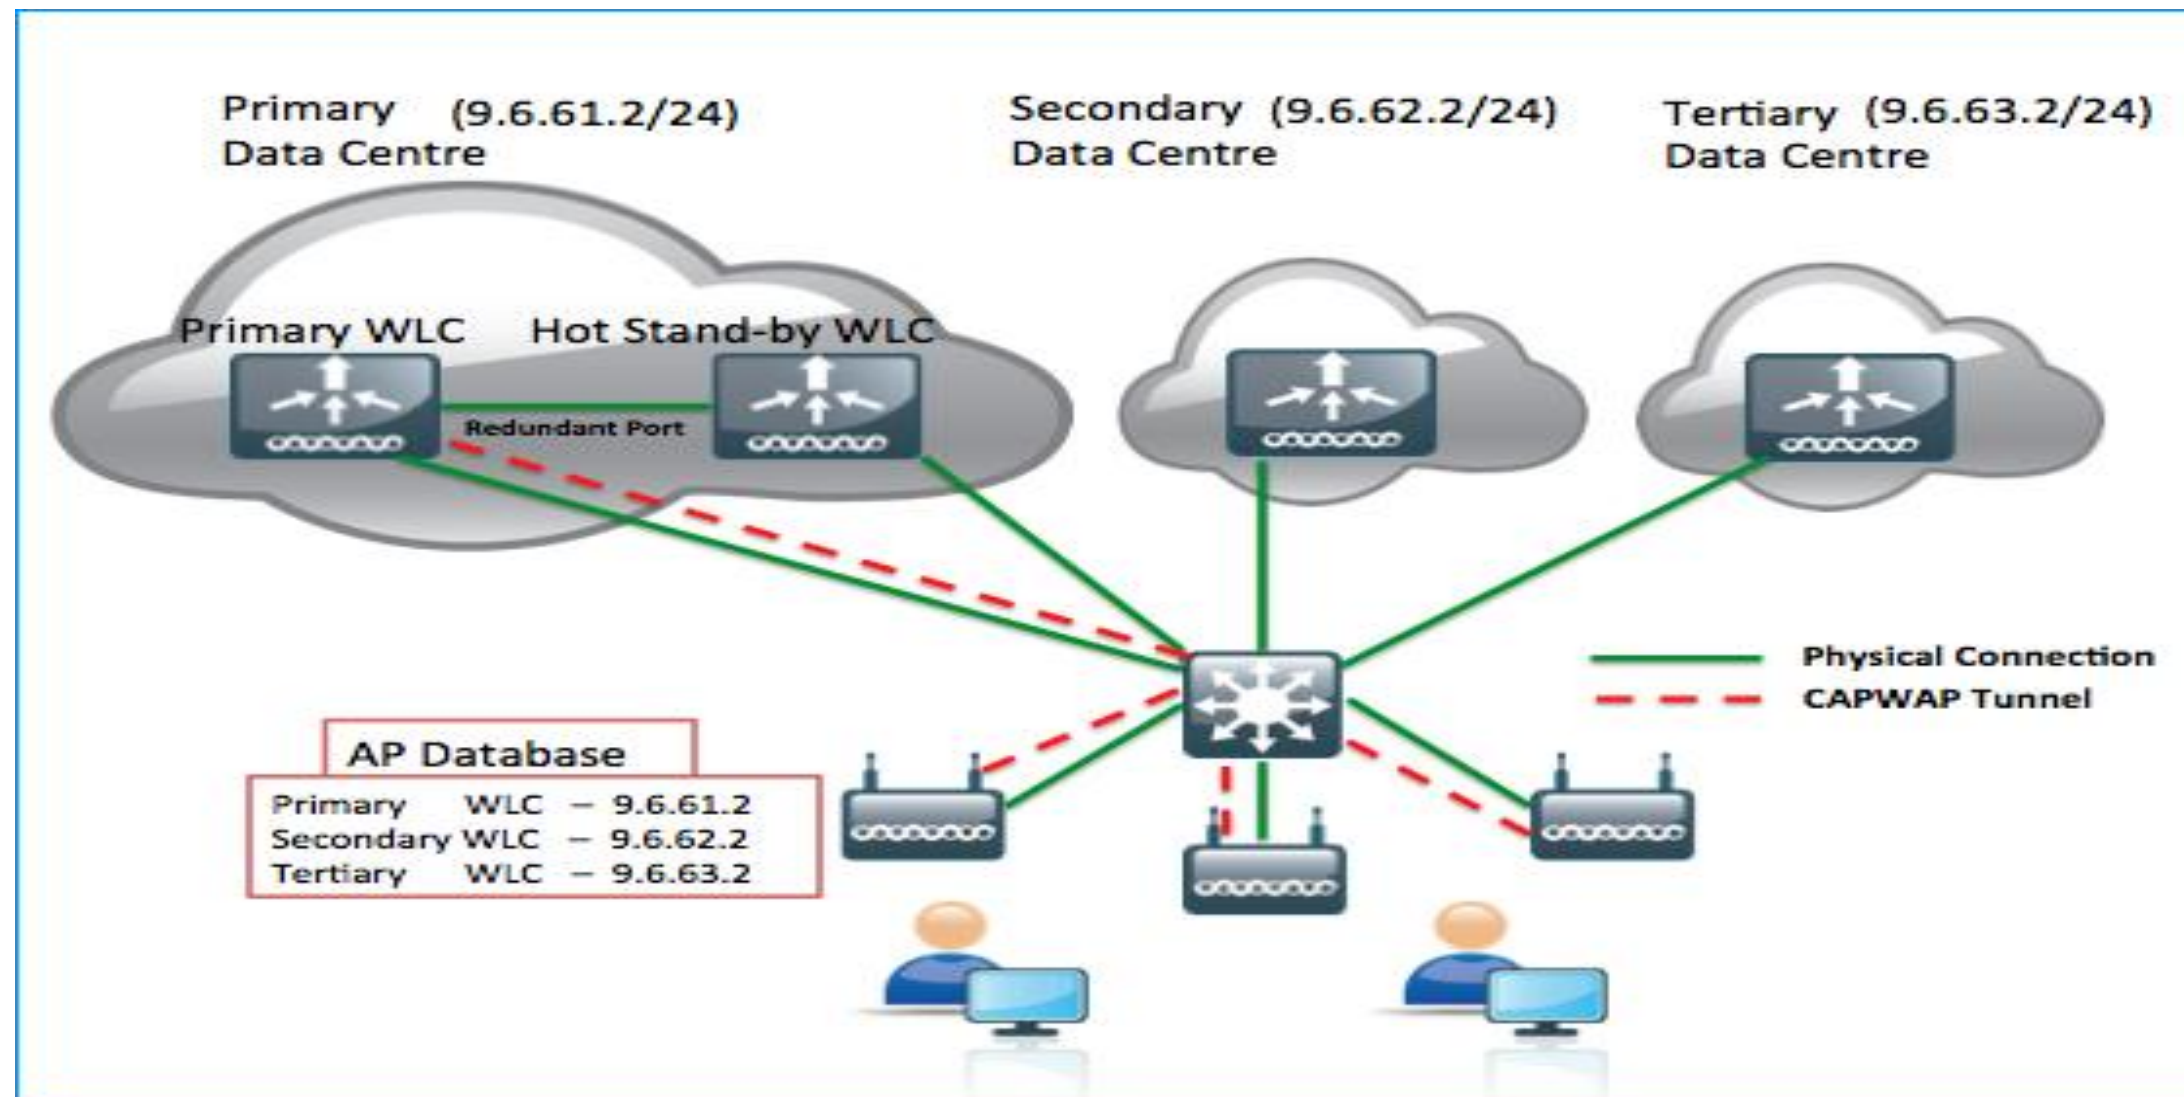 Primary (9.6.61.2/24)
Data Centre
Secondary (9.6.62.2/24)
Data Centre
Tertiary (9.6.63.2/24)
Data Centre
Primary WLC
Hot Stand-by WLC
Redundant Port
Physical Connection
CAPWAP Tunnel
AP Database
Primary WLC – 9.6.61.2
Secondary WLC – 9.6.62.2
Tertiary WLC – 9.6.63.2